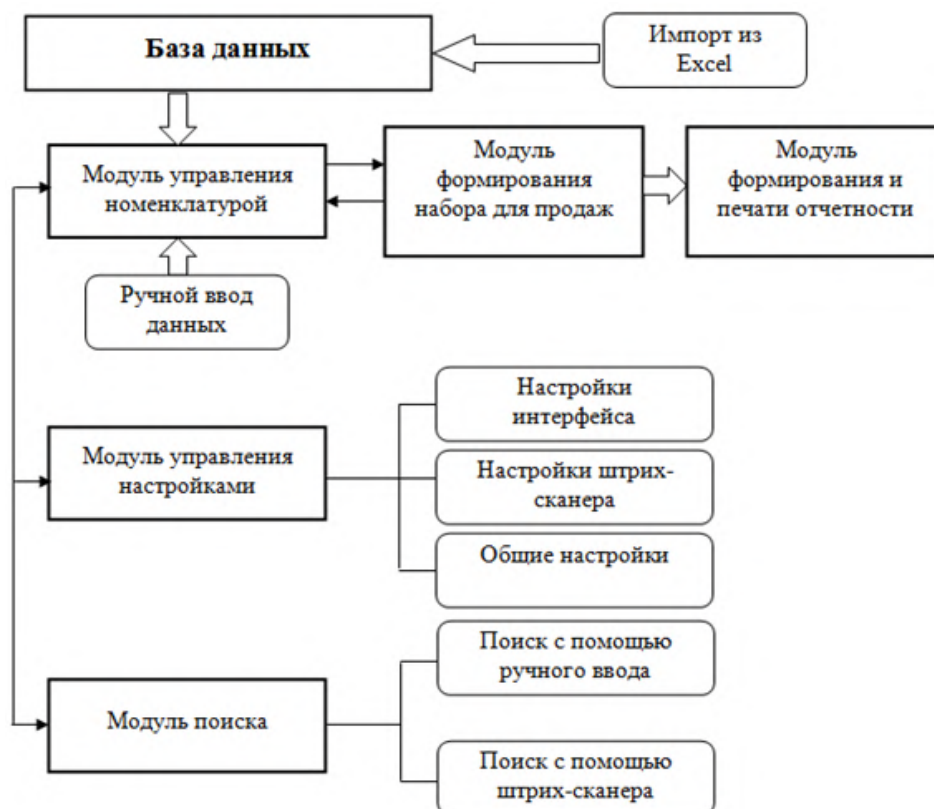 База данных
Импорт из
Excel
Модуль управления
номенклатурой
Модуль
формирования
набора для продаж
Модуль
формирования и
печати отчетности
Ручной ввод
данных
Настройки
интерфейса
Модуль управления
настройками
Настройки штрих-
сканера
Общие настройки
Поиск с помощью
ручного ввода
Модуль поиска
Поиск с помощью
штрих-сканера